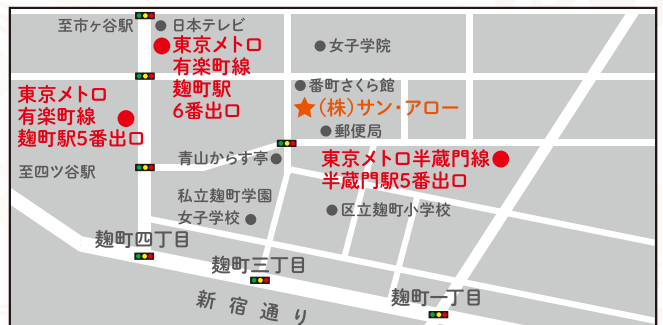 至市ヶ谷駅
日本テレビ
東京メトロ
有楽町線
麹町駅
6番出口
女子学院
番町さくら館
(株)サン・アロー
郵便局
東京メトロ
有楽町線
麹町駅5番出口
青山からす亭
東京メトロ半蔵門線
半蔵門駅5番出口
至四ツ谷駅
私立麹町学園
女子学校
区立麹町小学校
麹町四丁目
麹町三丁目
麹町一丁目
新宿通り